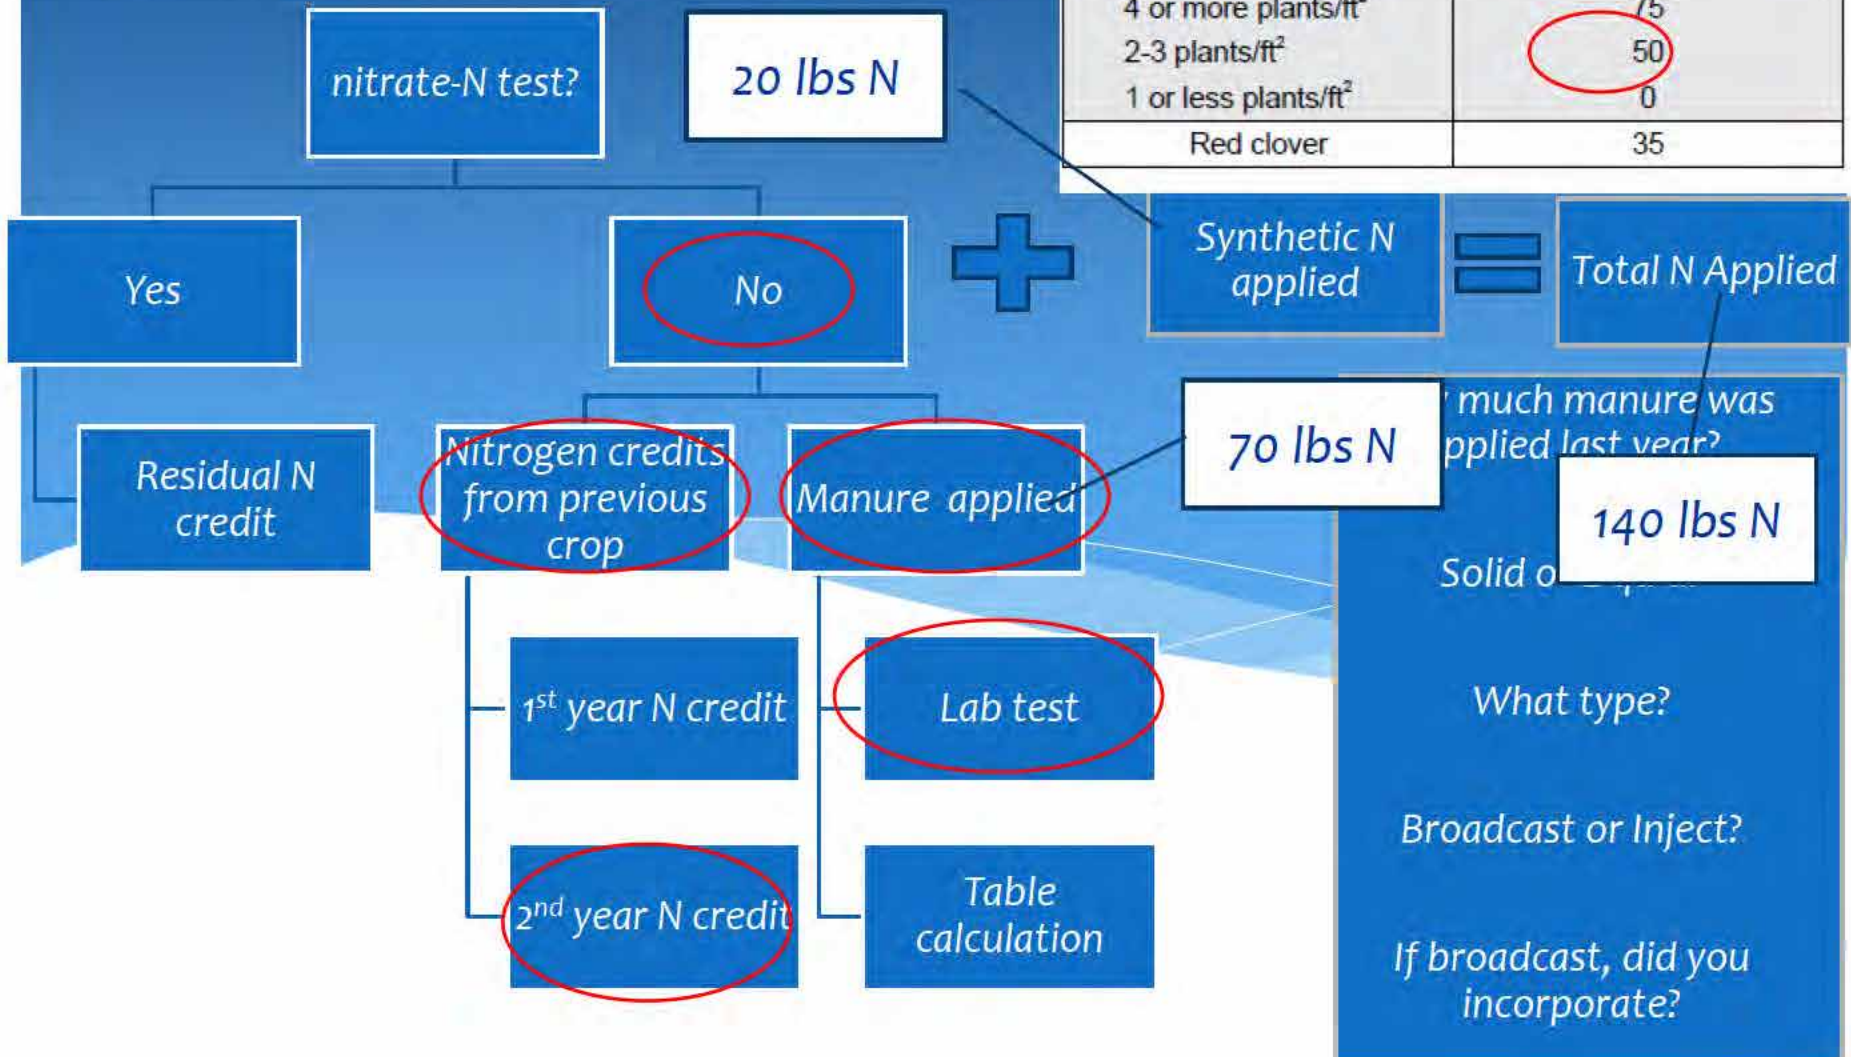 4 or more plants/ft²
75
2-3 plants/ft²
50
1 or less plants/ft²
0
Red clover
35
nitrate-N test?
20 lbs N
Yes
No
Synthetic N
applied
Total N Applied
Residual N
credit
Nitrogen credits
from previous
crop
Manure applied
70 lbs N
much manure was
pplied last year?
140 lbs N
Solid o
1st year N credit
Lab test
What type?
2nd year N credit
Table
calculation
Broadcast or Inject?
If broadcast, did you
incorporate?